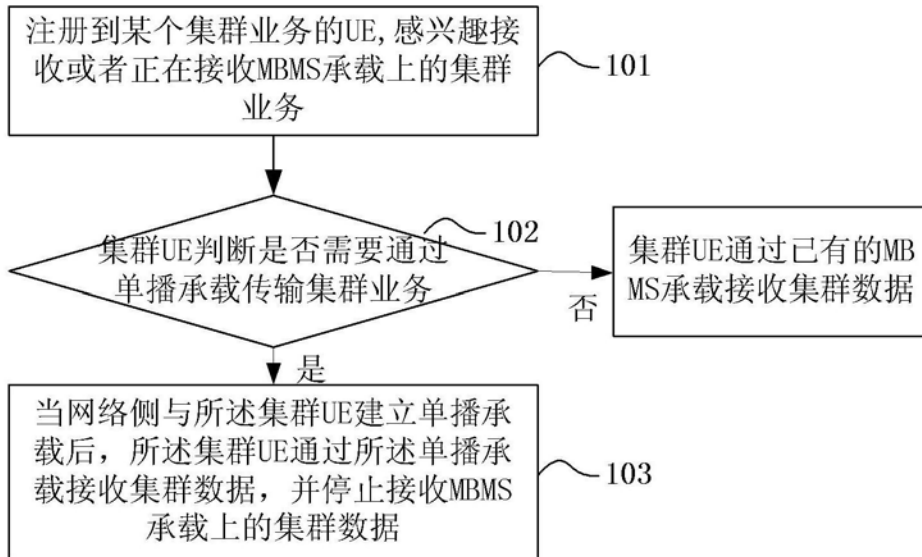 注册到某个集群业务的UE,感兴趣接
收或者正在接收MBMS承载上的集群
业务
101
102
集群UE判断是否需要通过
单播承载传输集群业务
集群UE通过已有的MB
MS承载接收集群数据
否
是
当网络侧与所述集群UE建立单播承
载后，所述集群UE通过所述单播承
载接收集群数据，并停止接收MBMS
承载上的集群数据
103